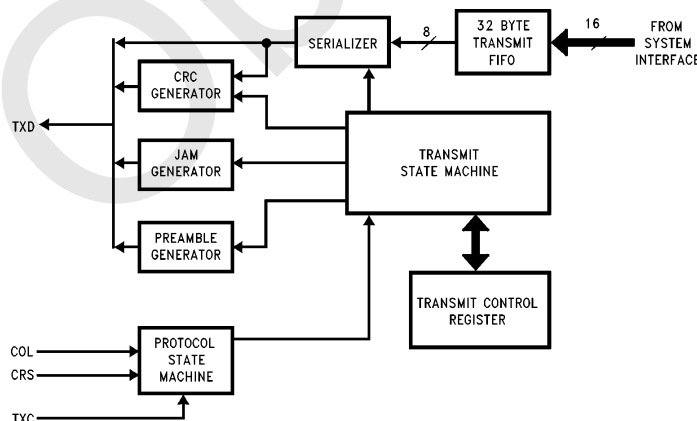 8
16
32 BYTE
TRANSMIT
FIFO
FROM
SYSTEM
INTERFACE
SERIALIZER
CRC
GENERATOR
TXD
JAM
GENERATOR
TRANSMIT
STATE MACHINE
PREAMBLE
GENERATOR
TRANSMIT CONTROL
REGISTER
PROTOCOL
STATE
MACHINE
COL
CRS
TXC